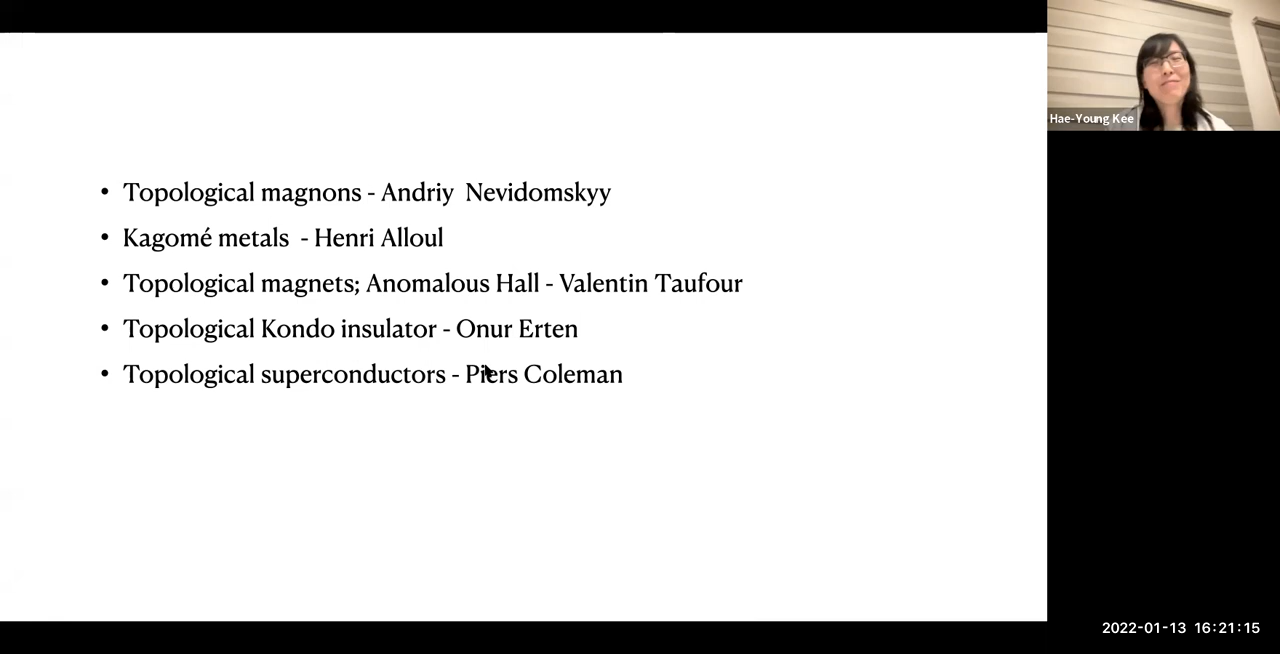 • Topological magnons - Andriy  Nevidomskyy
• Kagomé metals  - Henri Alloul
• Topological magnets; Anomalous Hall - Valentin Taufour
• Topological Kondo insulator - Onur Erten
• Topological superconductors - Piers Coleman
Hae-Young Kee
2022-01-13 16:21:15